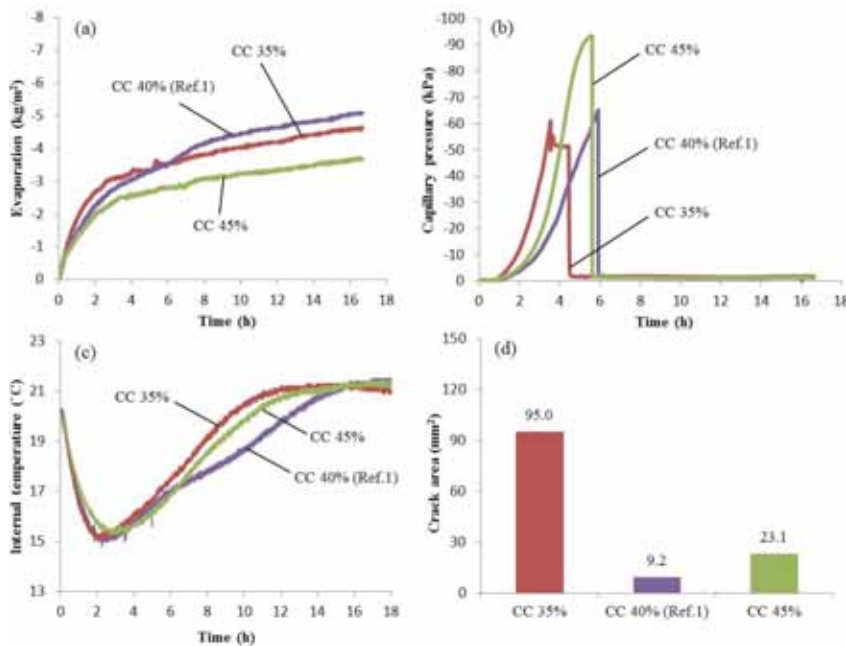 (a)
Evaporation (kg/m²)
-8
-7
-6
-5
-4
-3
-2
-1
0
CC 35%
CC 40% (Ref.1)
CC 45%
0 2 4 6 8 10 12 14 16 18
Time (h)
(b)
Capillary pressure (kPa)
-100
-90
-80
-70
-60
-50
-40
-30
-20
-10
0
CC 45%
CC 40% (Ref.1)
CC 35%
0 2 4 6 8 10 12 14 16 18
Time (h)
(c)
Internal temperature (˚C)
23
21
19
17
15
13
CC 35%
CC 45%
CC 40% (Ref.1)
0 2 4 6 8 10 12 14 16 18
Time (h)
(d)
Crack area (mm²)
150
120
90
60
30
0
95.0
9.2
23.1
CC 35% CC 40% (Ref.1) CC 45%